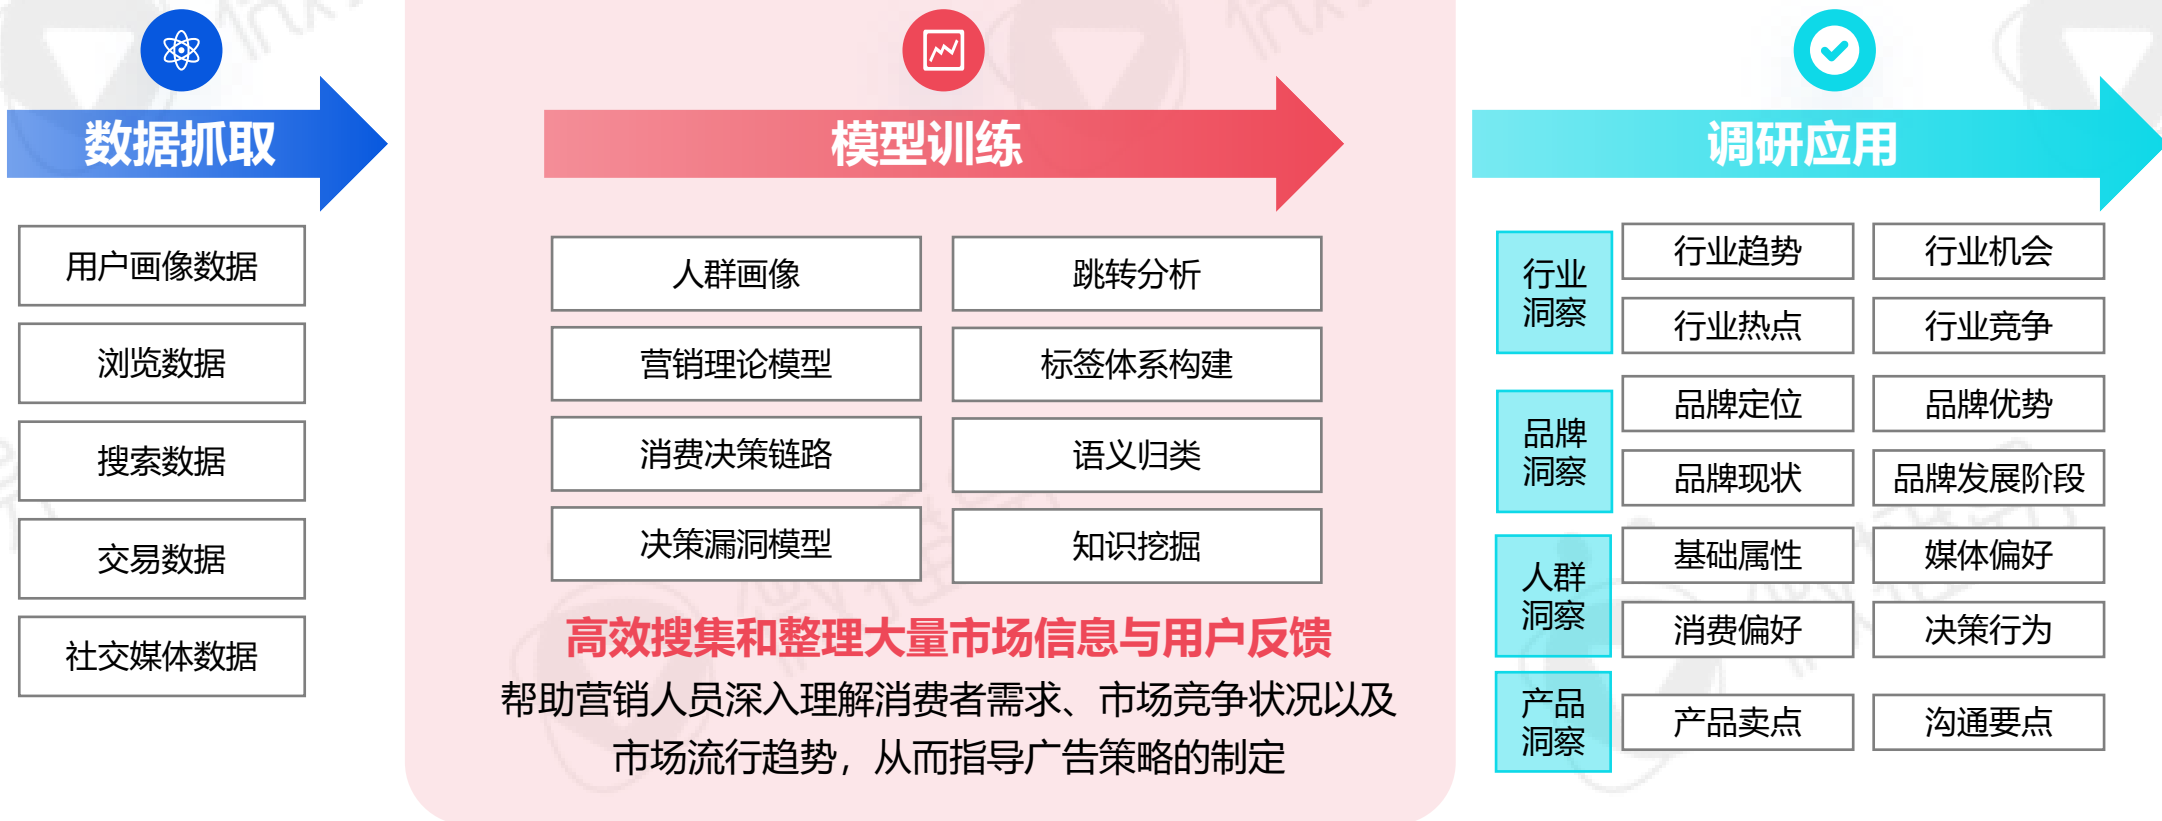 数据抓取
用户画像数据
浏览数据
搜索数据
交易数据
社交媒体数据
模型训练
人群画像
跳转分析
营销理论模型
标签体系构建
消费决策链路
语义归类
决策漏洞模型
知识挖掘
高效搜集和整理大量市场信息与用户反馈
帮助营销人员深入理解消费者需求、市场竞争状况以及
市场流行趋势，从而指导广告策略的制定
调研应用
行业
洞察
行业趋势
行业机会
行业热点
行业竞争
品牌
洞察
品牌定位
品牌优势
品牌现状
品牌发展阶段
人群
洞察
基础属性
媒体偏好
消费偏好
决策行为
产品
洞察
产品卖点
沟通要点